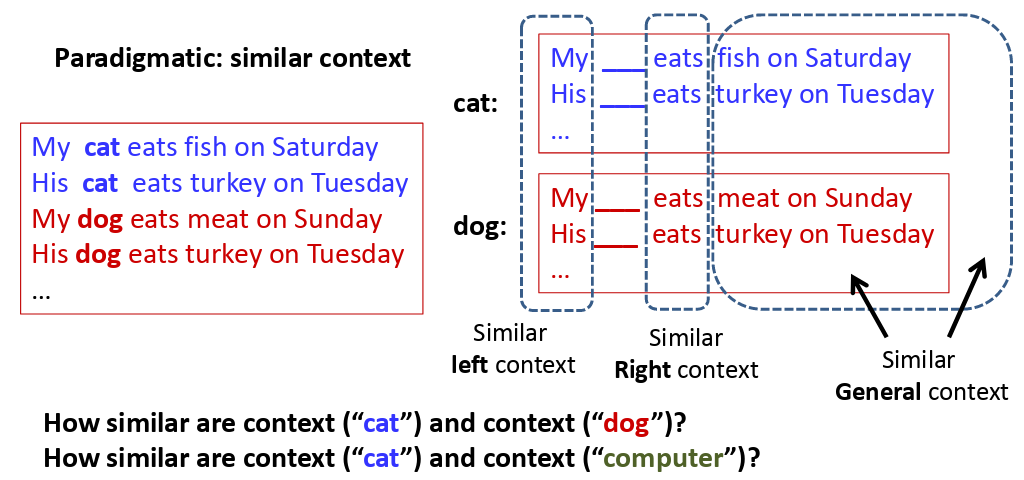 Paradigmatic: similar context
My cat eats fish on Saturday
His cat eats turkey on Tuesday
My dog eats meat on Sunday
His dog eats turkey on Tuesday
...
cat:
My ___ eats fish on Saturday
His ___ eats turkey on Tuesday
...
dog:
My ___ eats meat on Sunday
His ___ eats turkey on Tuesday
...
Similar
left context
Similar
Right context
Similar
General context
How similar are context (“cat”) and context (“dog”)?
How similar are context (“cat”) and context (“computer”)?